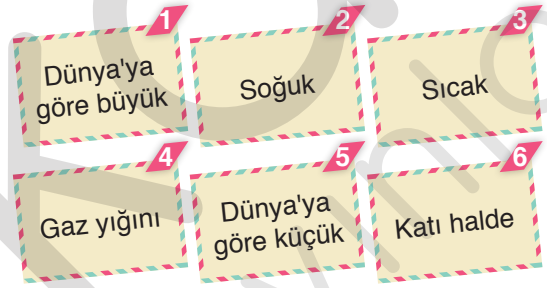 1
Dünya'ya
göre büyük
2
Soğuk
3
Sıcak
4
Gaz yığını
5
Dünya'ya
göre küçük
6
Katı halde